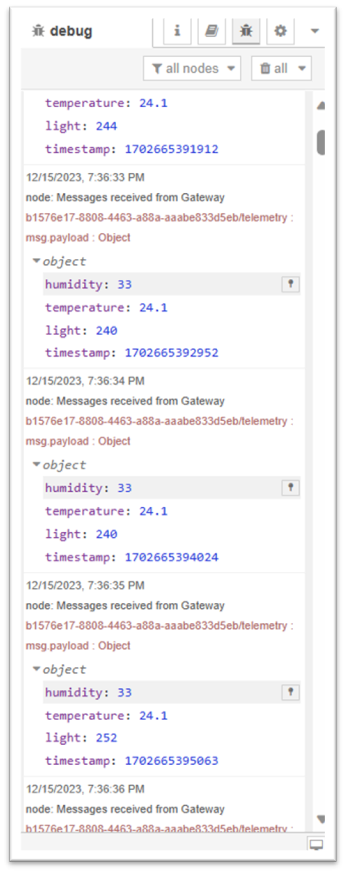 debug
all nodes
all
temperature: 24.1
light: 244
timestamp: 1702665391912
12/15/2023, 7:36:33 PM
node: Messages received from Gateway
b1576e17-8808-4463-a88a-aaabe833d5eb/telemetry :
msg.payload : Object
object
humidity: 33
temperature: 24.1
light: 240
timestamp: 1702665392952
12/15/2023, 7:36:34 PM
node: Messages received from Gateway
b1576e17-8808-4463-a88a-aaabe833d5eb/telemetry :
msg.payload : Object
object
humidity: 33
temperature: 24.1
light: 240
timestamp: 1702665394024
12/15/2023, 7:36:35 PM
node: Messages received from Gateway
b1576e17-8808-4463-a88a-aaabe833d5eb/telemetry :
msg.payload : Object
object
humidity: 33
temperature: 24.1
light: 252
timestamp: 1702665395063
12/15/2023, 7:36:36 PM
node: Messages received from Gateway
b1576e17-8808-4463-a88a-aaabe833d5eb/telemetry :